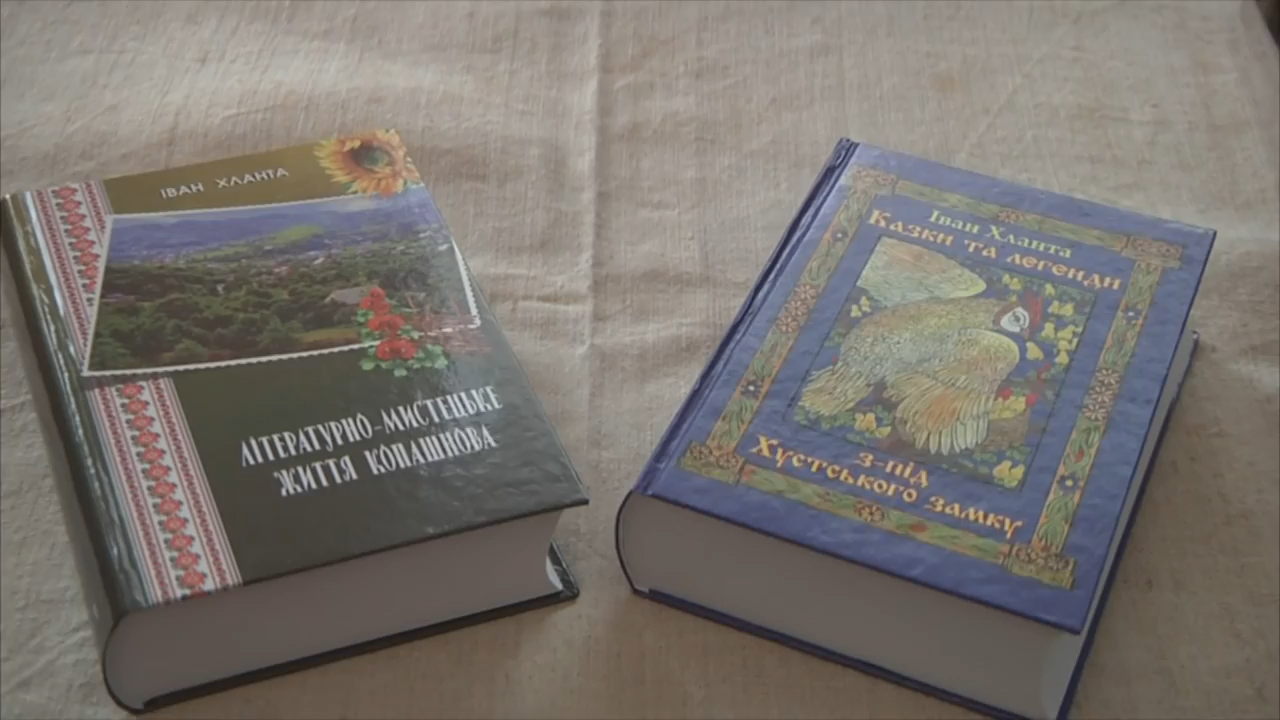 ІВАН ХЛАНТА
ЛІТЕРАТУРНО-МИСТЕЦЬКЕ
ЖИТТЯ КОПАШНОВА
Іван Хланта
Казки та легенди
з-під
Хустського замку